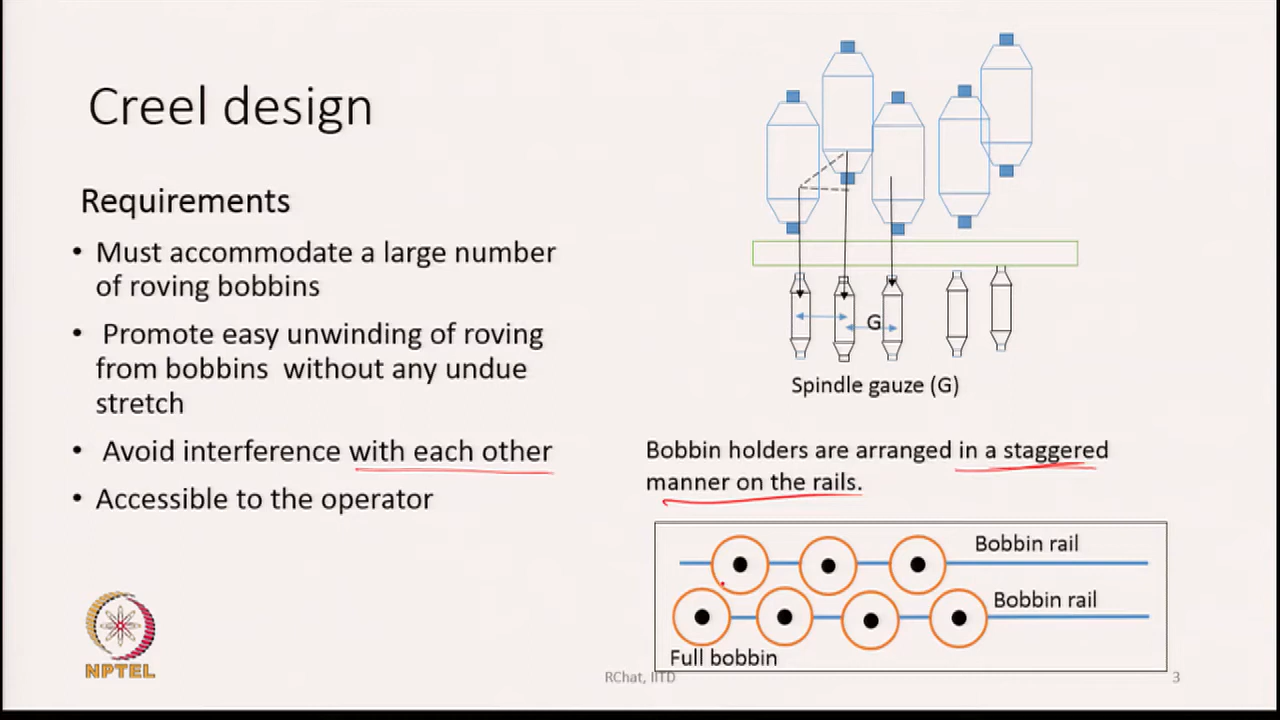 Creel design
Requirements
• Must accommodate a large number
of roving bobbins
• Promote easy unwinding of roving
from bobbins without any undue
stretch
• Avoid interference with each other
• Accessible to the operator
G
Spindle gauze (G)
Bobbin holders are arranged in a staggered
manner on the rails.
Bobbin rail
Bobbin rail
Full bobbin
NPTEL
RChat, IITD
3